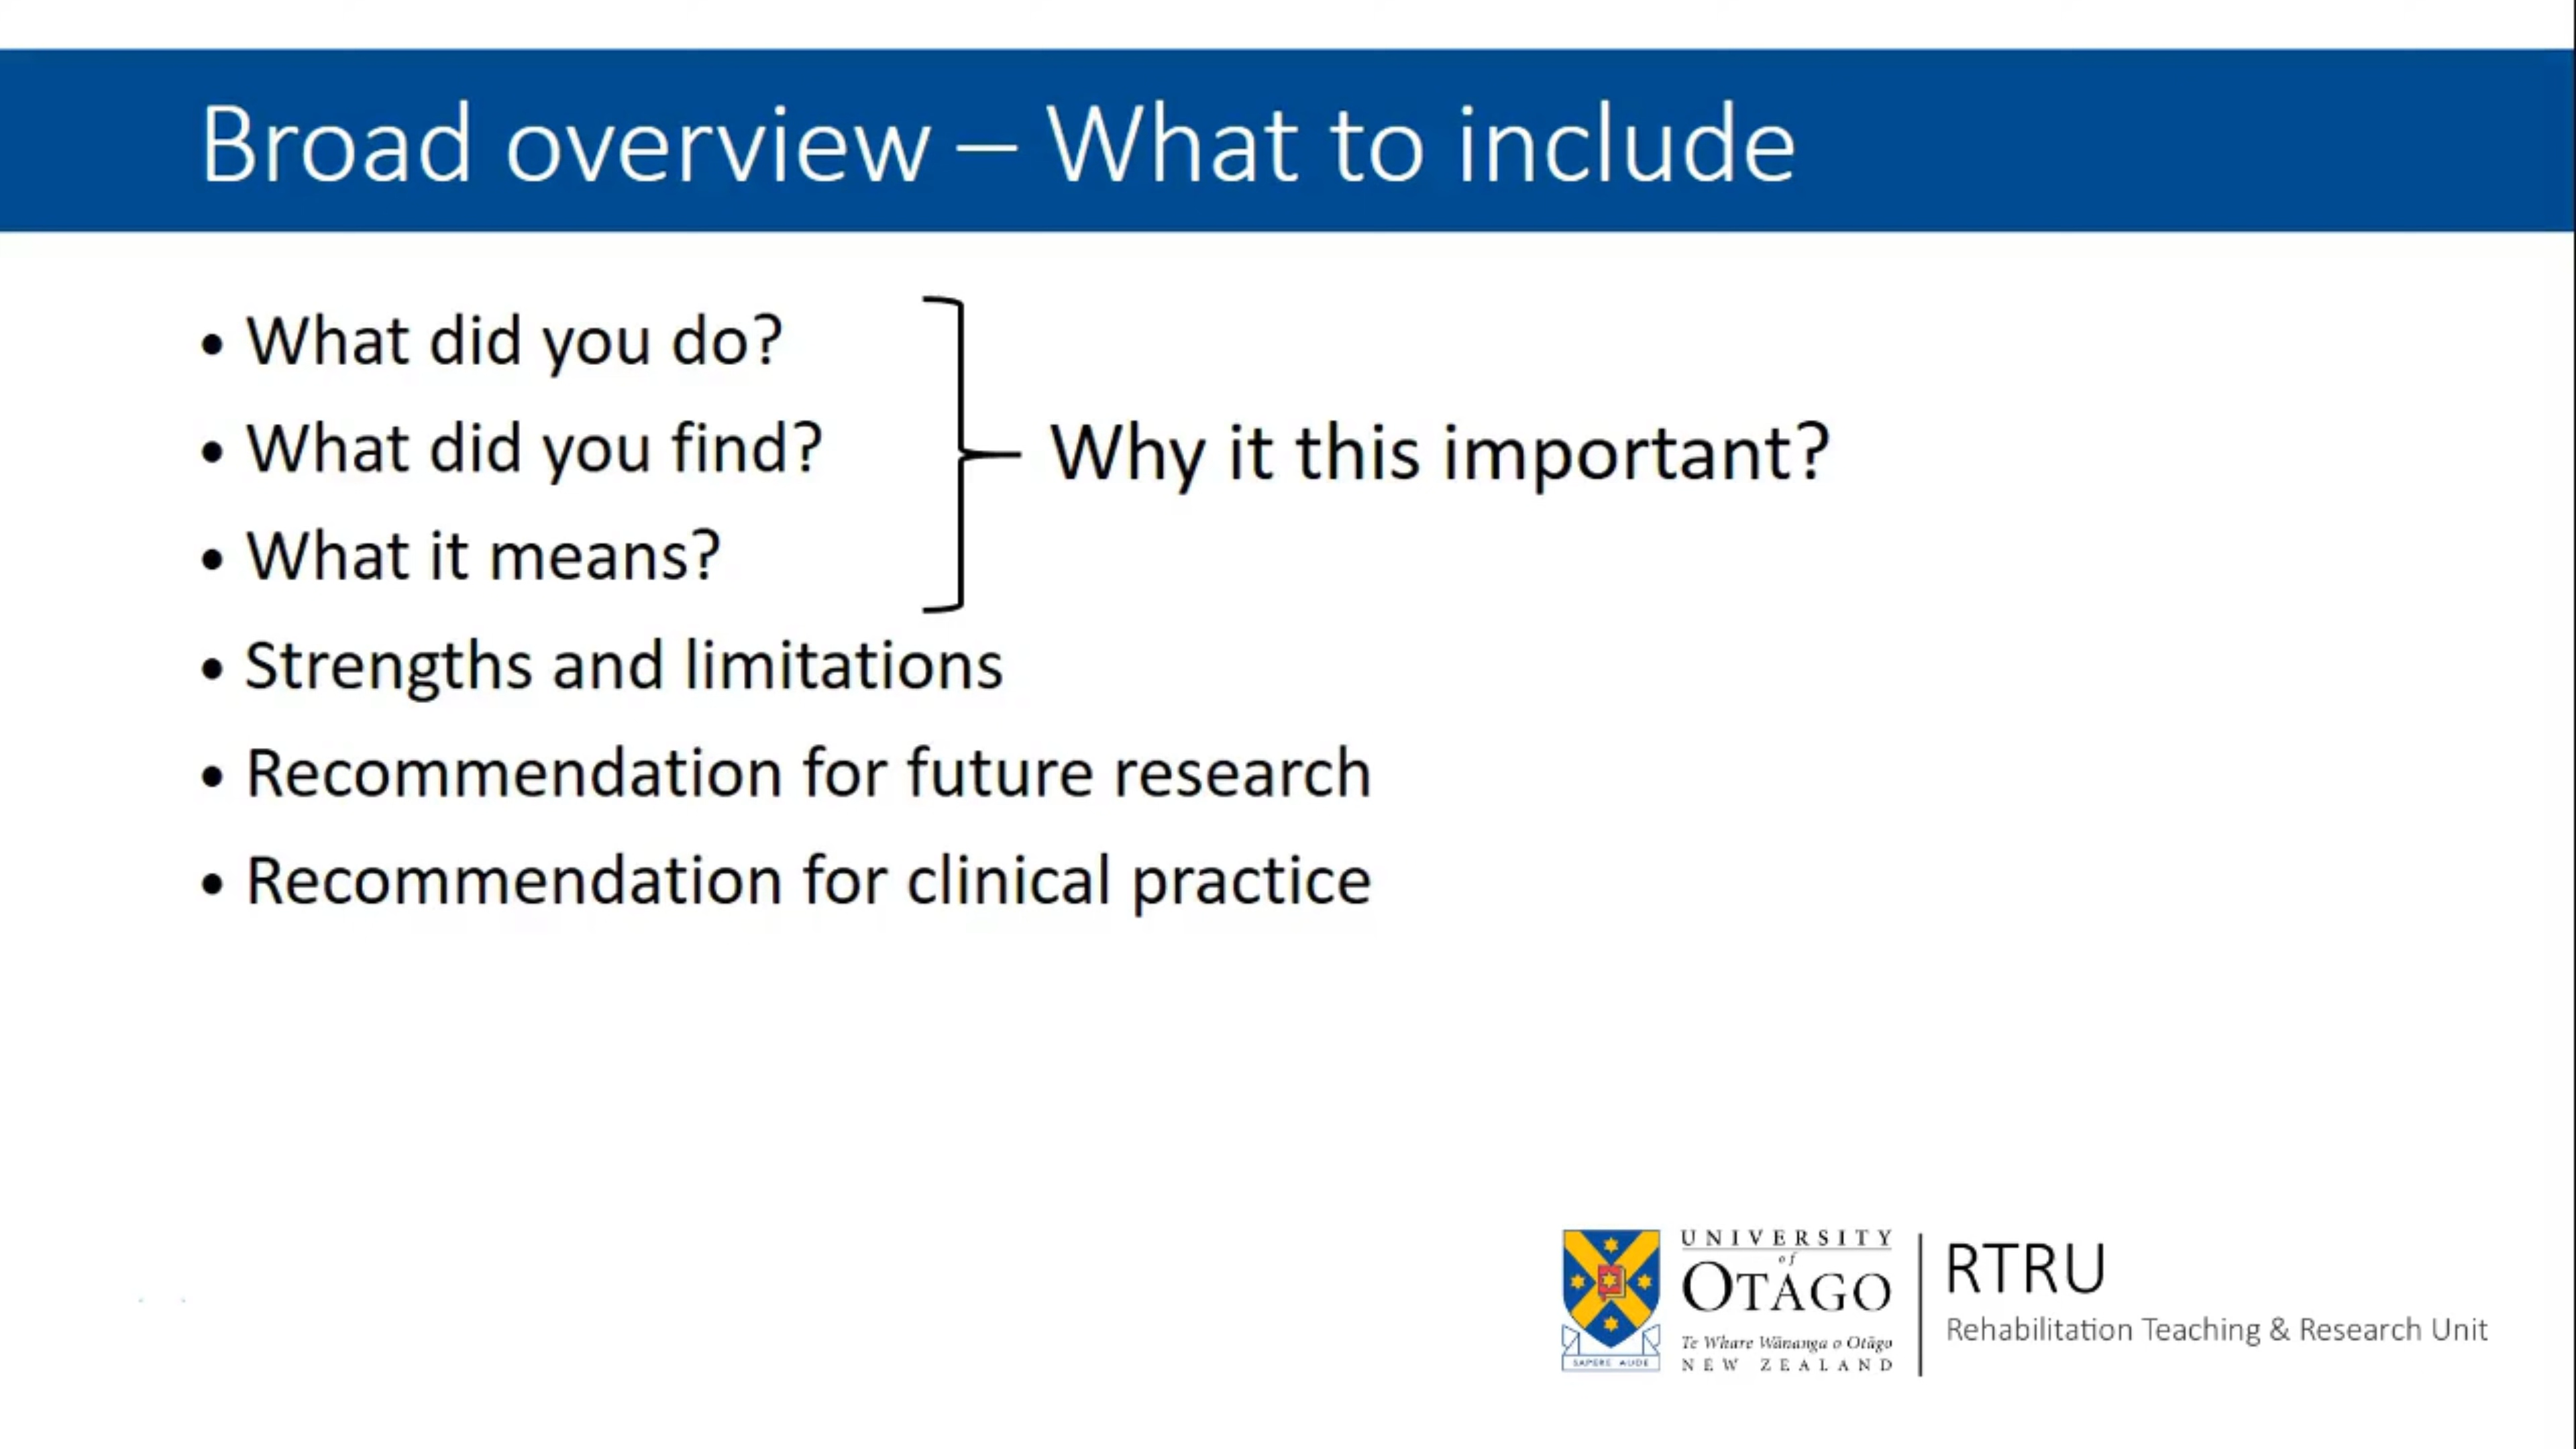 Broad overview – What to include
• What did you do?
• What did you find?
• What it means?
Why it this important?
• Strengths and limitations
• Recommendation for future research
• Recommendation for clinical practice
UNIVERSITY
of
OTAGO
Te Whare Wānanga o Otāgo
NEW ZEALAND
SAPERE AUDE
RTRU
Rehabilitation Teaching & Research Unit